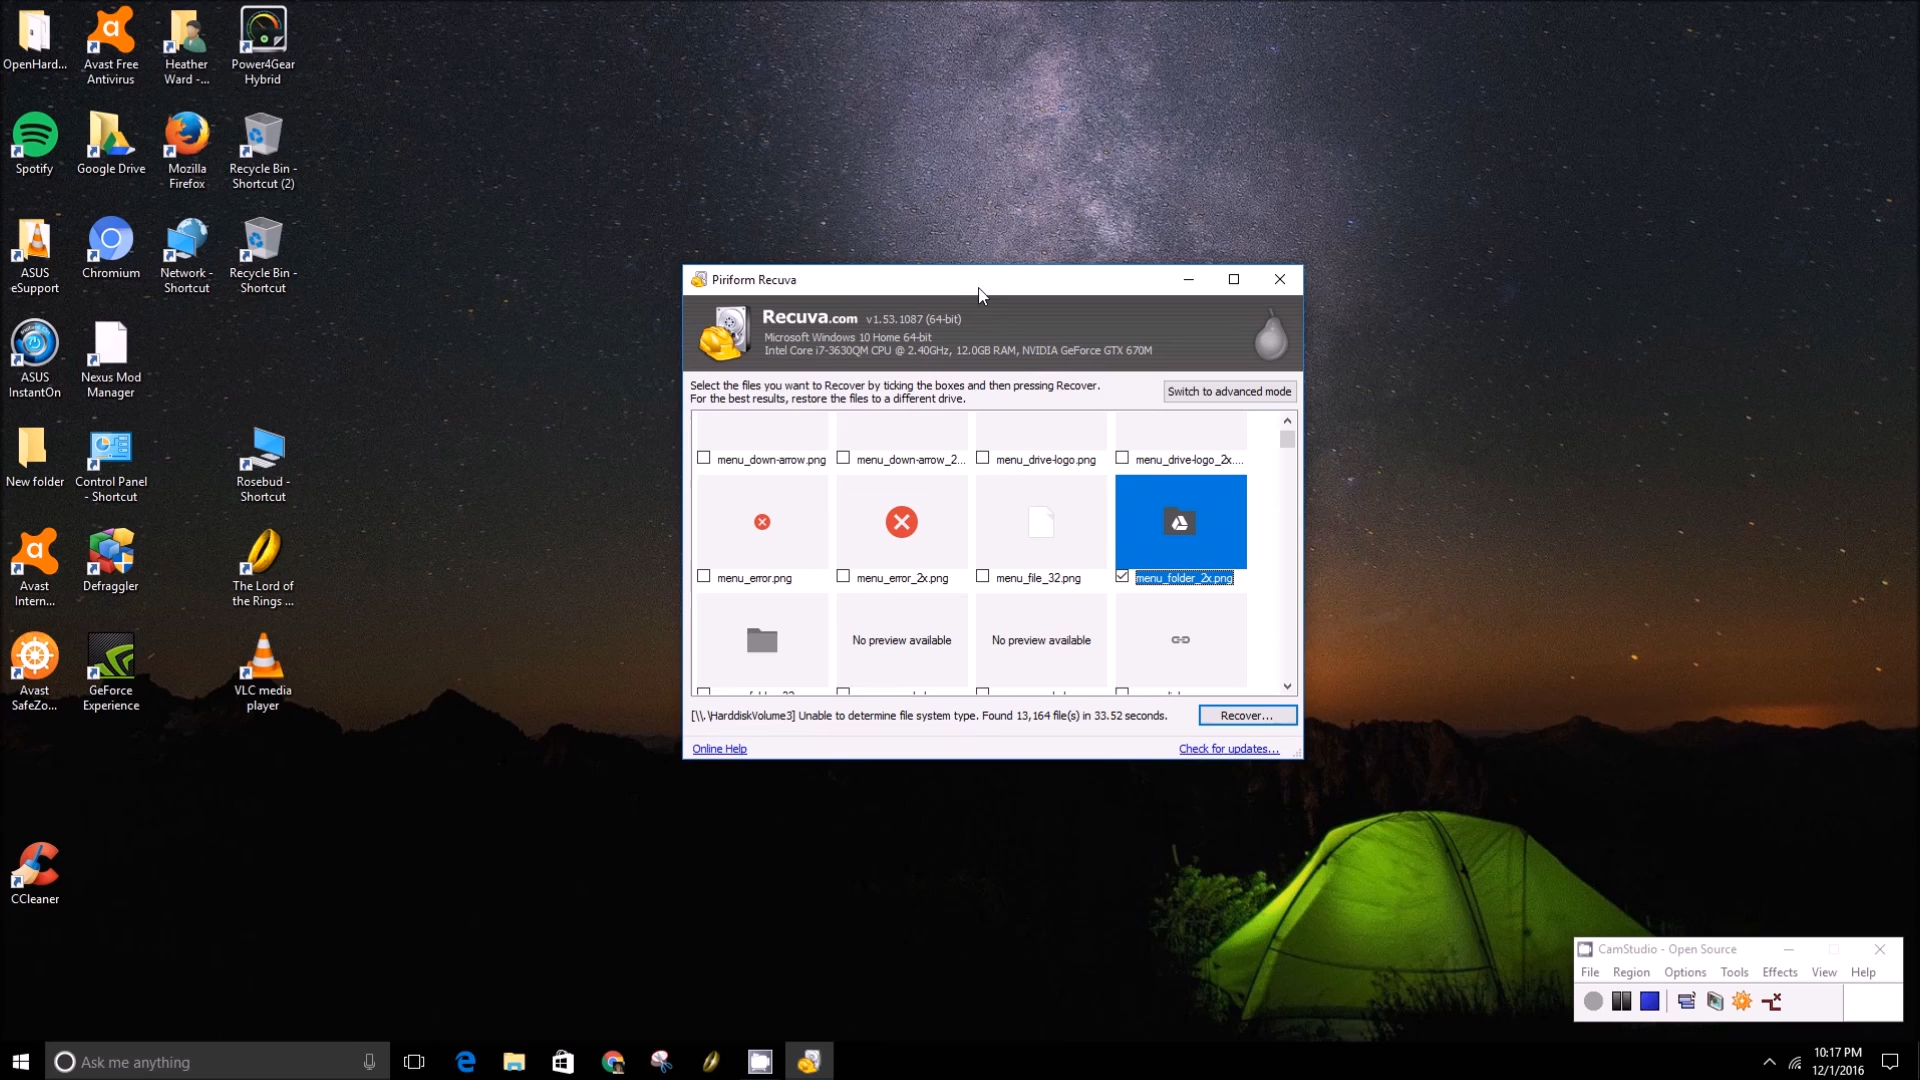 OpenHard...
Avast Free
Antivirus
Heather
Ward -...
Power4Gear
Hybrid
Spotify
Google Drive
Mozilla
Firefox
Recycle Bin -
Shortcut (2)
ASUS
eSupport
Chromium
Network -
Shortcut
Recycle Bin -
Shortcut
ASUS
InstantOn
Nexus Mod
Manager
New folder
Control Panel
- Shortcut
Rosebud -
Shortcut
Avast
Intern...
Defraggler
The Lord of
the Rings ...
Avast
SafeZo...
GeForce
Experience
VLC media
player
CCleaner
Piriform Recuva
Recuva.com v1.53.1087 (64-bit)
Microsoft Windows 10 Home 64-bit
Intel Core i7-3630QM CPU @ 2.40GHz, 12.0GB RAM, NVIDIA GeForce GTX 670M
Select the files you want to Recover by ticking the boxes and then pressing Recover.
For the best results, restore the files to a different drive.
Switch to advanced mode
menu_down-arrow.png menu_down-arrow_2... menu_drive-logo.png menu_drive-logo_2x....
menu_error.png menu_error_2x.png menu_file_32.png menu_folder_2x.png
No preview available No preview available
[\\.\HarddiskVolume3] Unable to determine file system type. Found 13,164 file(s) in 33.52 seconds.
Recover...
Online Help
Check for updates...
CamStudio - Open Source
File Region Options Tools Effects View Help
Ask me anything
10:17 PM
12/1/2016